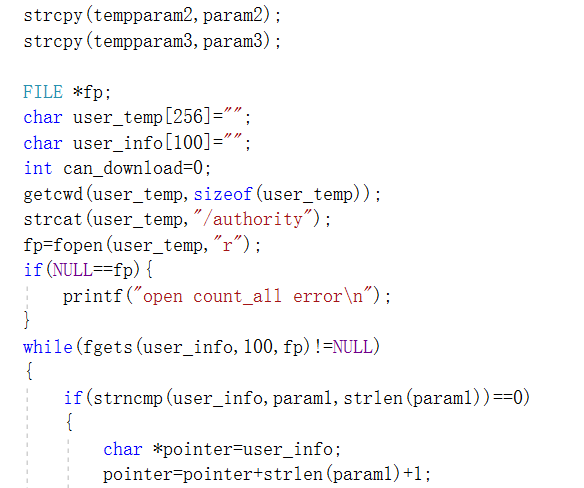 strcpy(tempparam2,param2);
strcpy(tempparam3,param3);
FILE *fp;
char user_temp[256]="";
char user_info[100]="";
int can_download=0;
getcwd(user_temp,sizeof(user_temp));
strcat(user_temp,"/authority");
fp=fopen(user_temp,"r");
if(NULL==fp){
printf("open count_all error\n");
}
while(fgets(user_info,100,fp)!=NULL)
{
if(strncmp(user_info,param1,strlen(param1))==0)
{
char *pointer=user_info;
pointer=pointer+strlen(param1)+1;